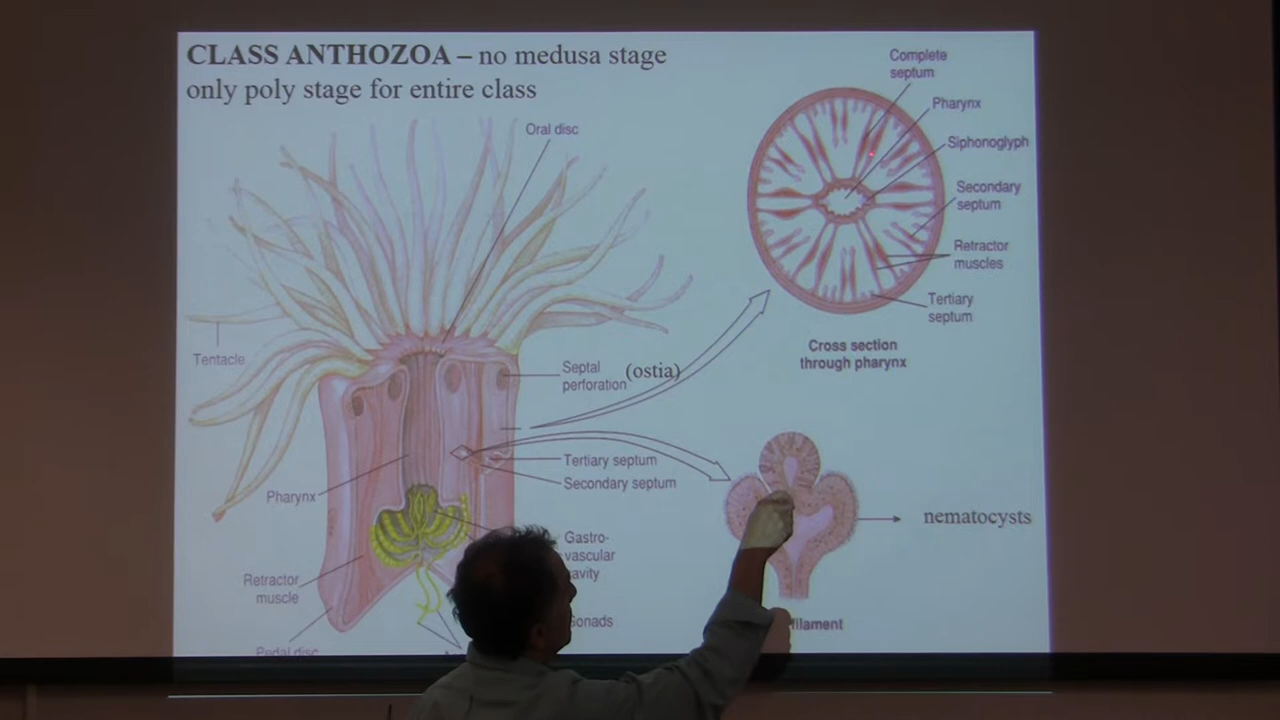 CLASS ANTHOZOA – no medusa stage
only poly stage for entire class
Oral disc
Tentacle
Septal
perforation
(ostia)
Tertiary septum
Secondary septum
Pharynx
Gastro-
vascular
Retractor
muscle
Pedal disc
Complete
septum
Pharynx
Siphonoglyph
Secondary
septum
Retractor
muscles
Tertiary
septum
Cross section
through pharynx
nematocysts
filament